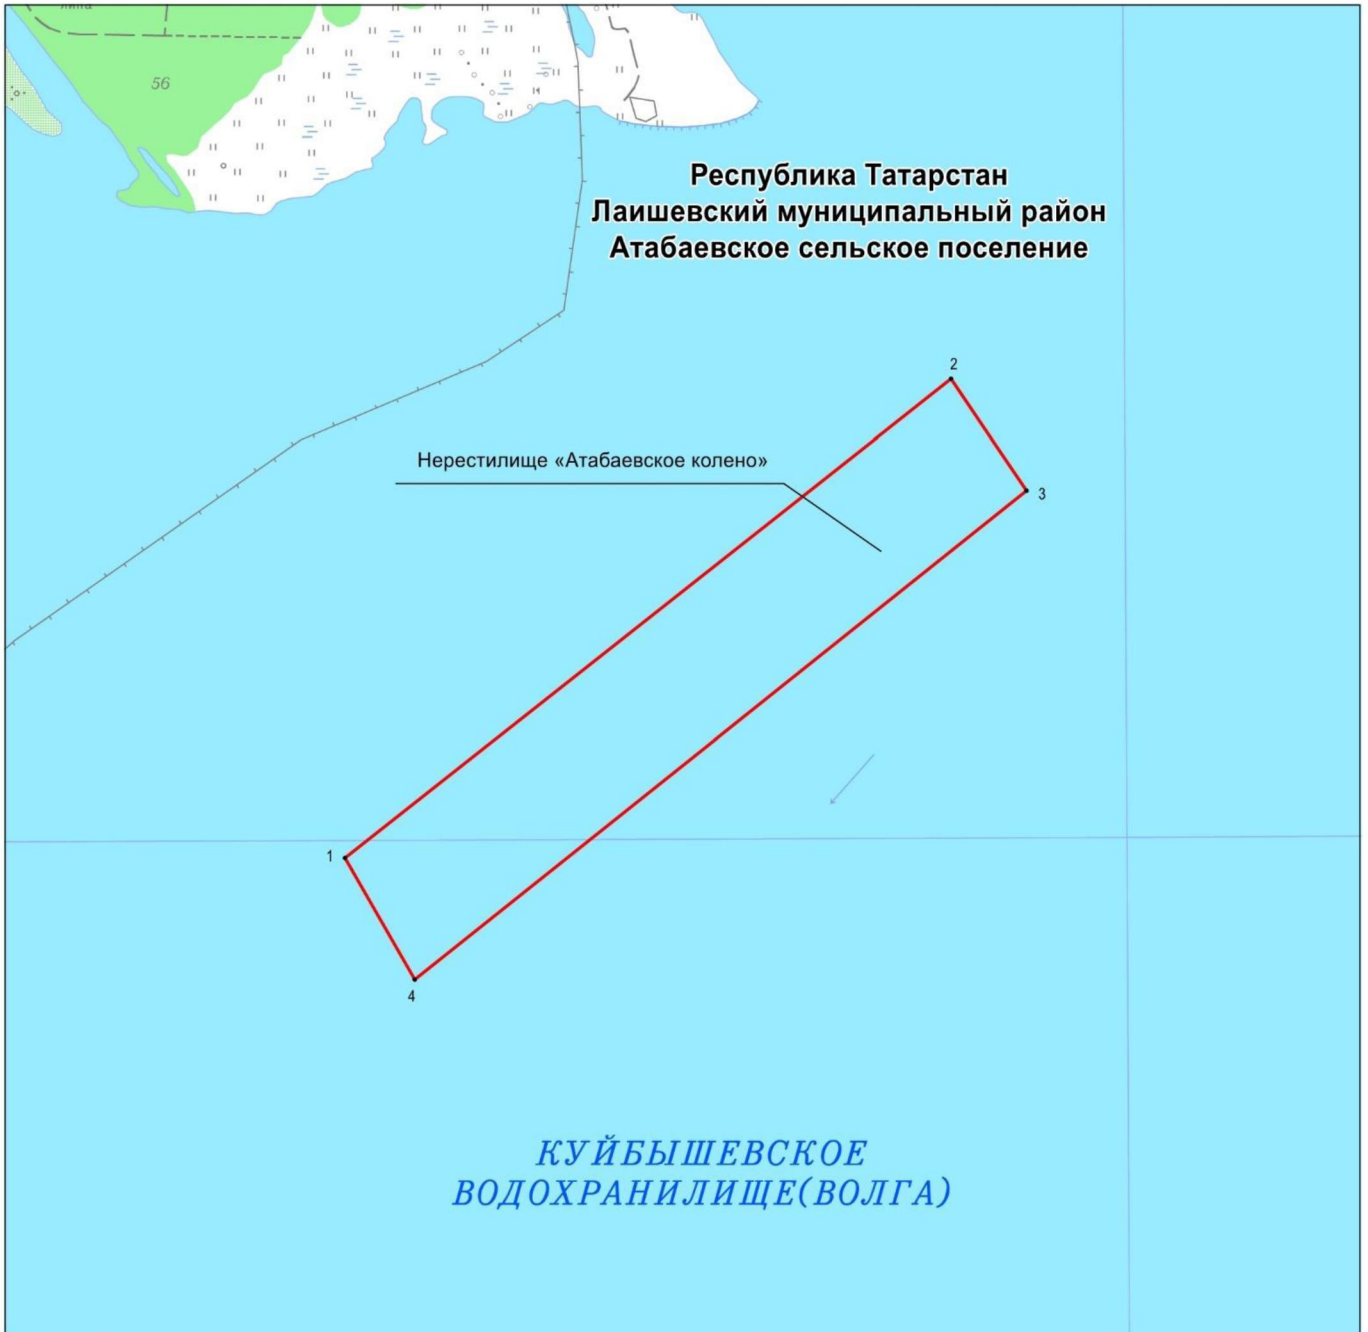 56
Республика Татарстан
Лаишевский муниципальный район
Атабаевское сельское поселение
2
Нерестилище «Атабаевское колено»
3
1
4
КУЙБЫШЕВСКОЕ
ВОДОХРАНИЛИЩЕ(ВОЛГА)